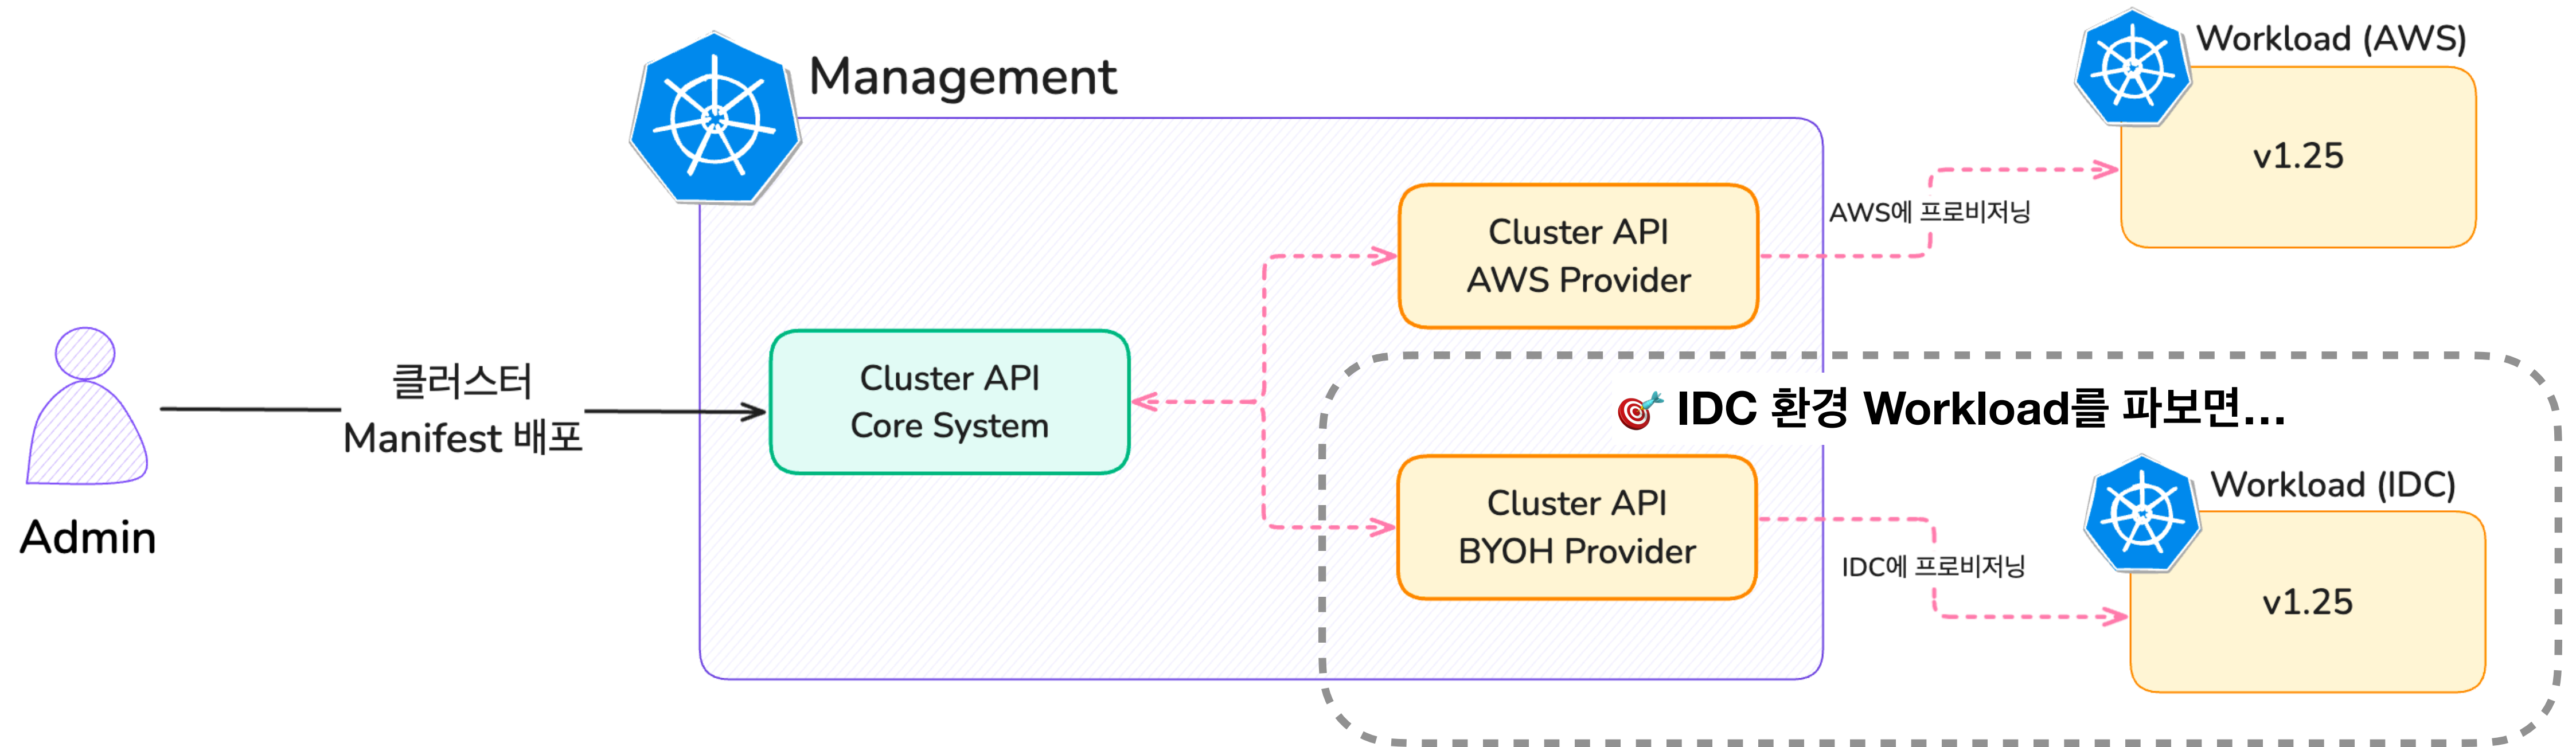 Management
Workload (AWS)
v1.25
AWS에 프로비저닝
Cluster API
AWS Provider
클러스터
Manifest 배포
Admin
Cluster API
Core System
🎯 IDC 환경 Workload를 파보면...
Cluster API
BYOH Provider
IDC에 프로비저닝
Workload (IDC)
v1.25